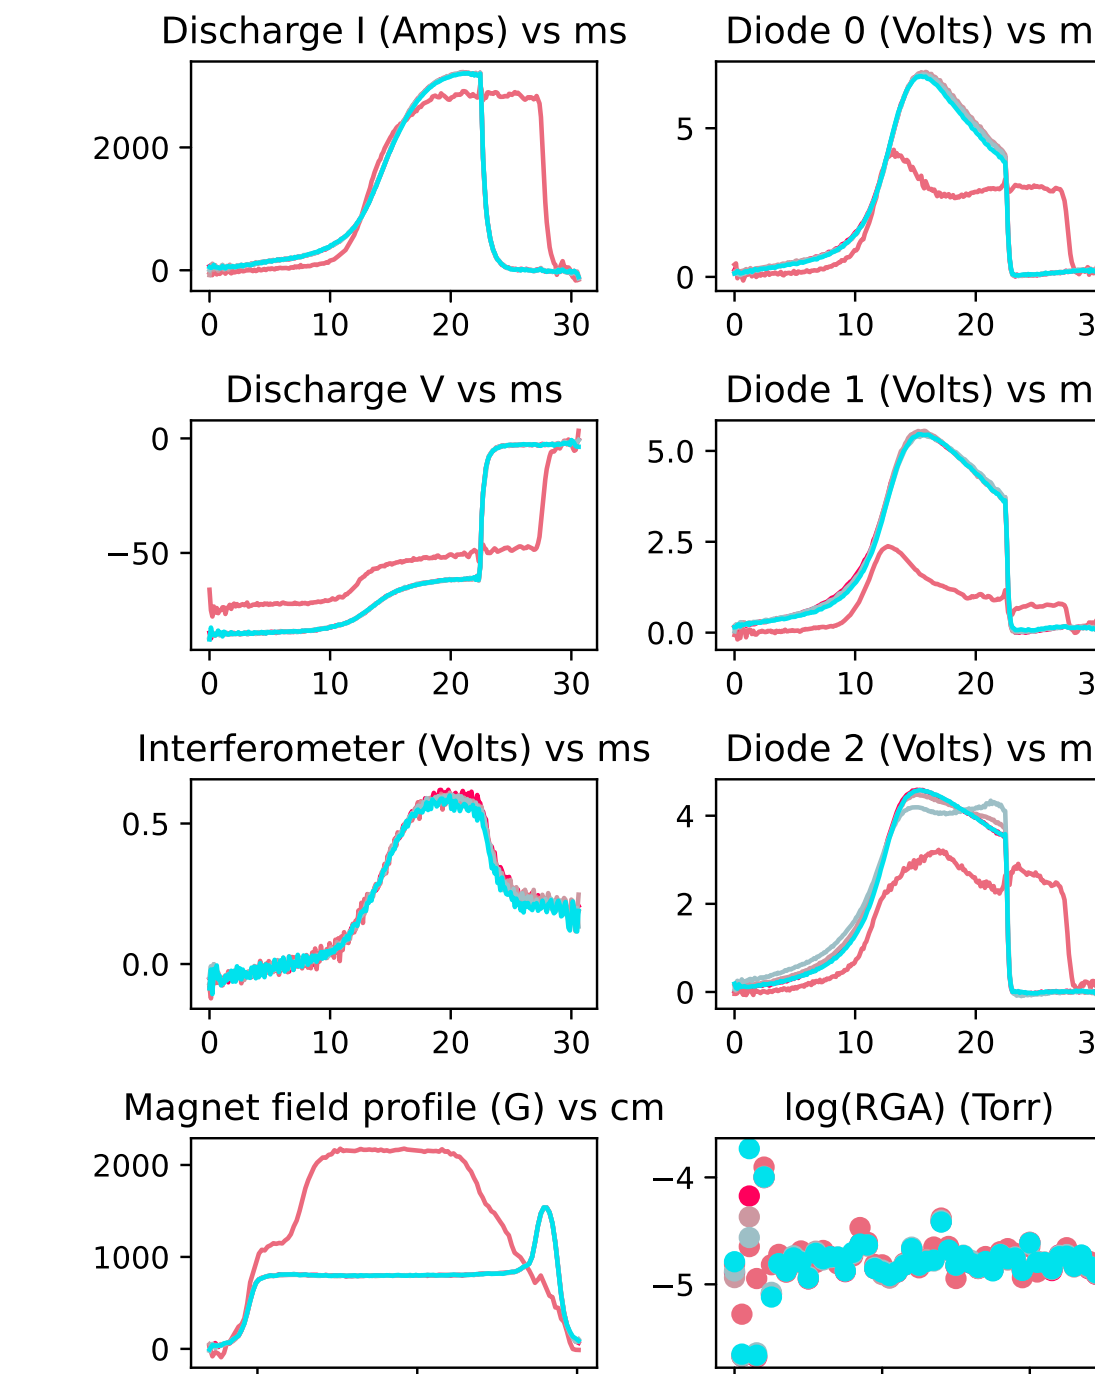 Discharge I (Amps) vs ms
Diode 0 (Volts) vs m
2000
0
0 10 20 30
5
0
0 10 20 3
Discharge V vs ms
Diode 1 (Volts) vs m
0
−50
0 10 20 30
5.0
2.5
0.0
0 10 20 3
Interferometer (Volts) vs ms
Diode 2 (Volts) vs m
0.5
0.0
0 10 20 30
4
2
0
0 10 20 3
Magnet field profile (G) vs cm
log(RGA) (Torr)
2000
1000
0
−4
−5